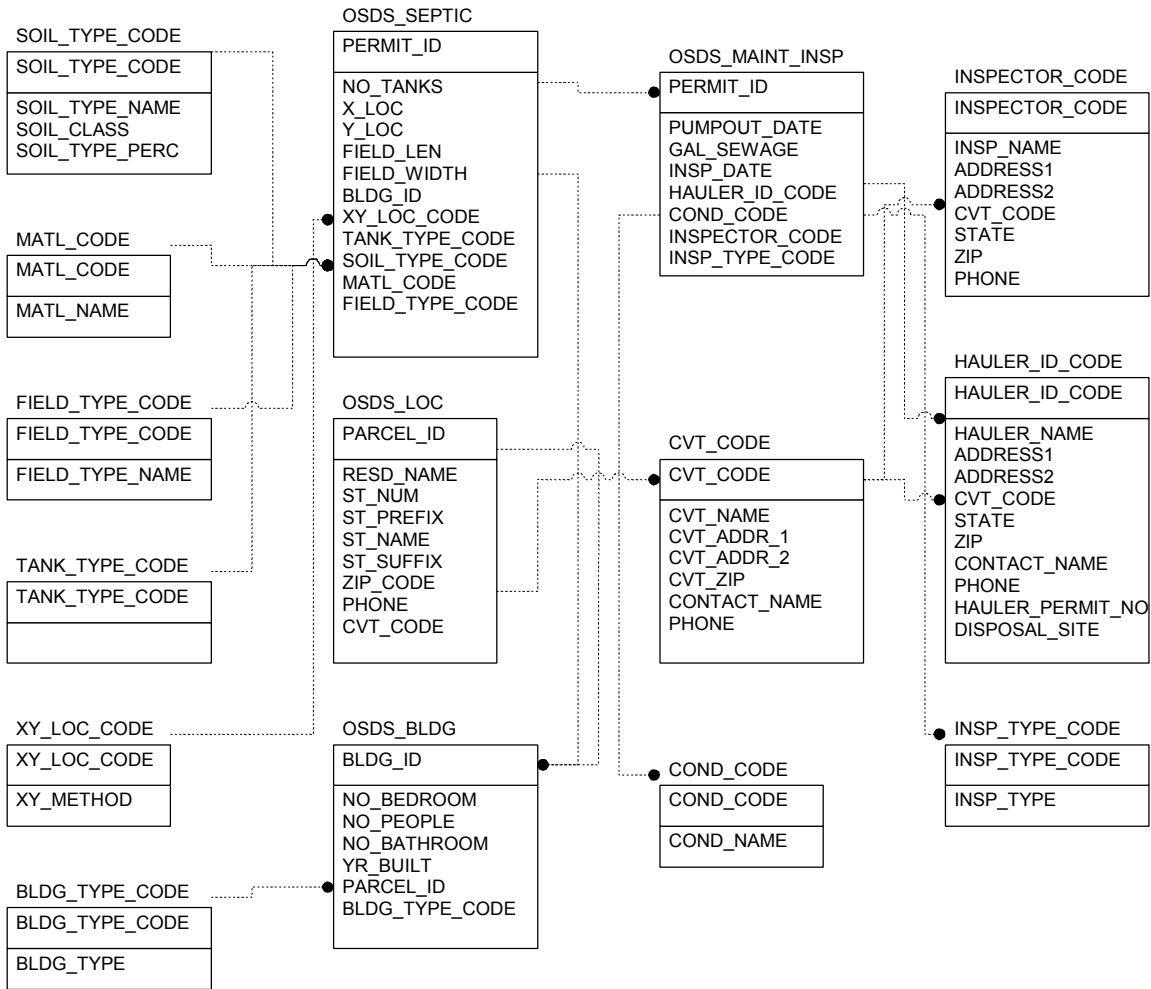 SOIL_TYPE_CODE
SOIL_TYPE_CODE
SOIL_TYPE_NAME
SOIL_CLASS
SOIL_TYPE_PERC
MATL_CODE
MATL_CODE
MATL_NAME
FIELD_TYPE_CODE
FIELD_TYPE_CODE
FIELD_TYPE_NAME
TANK_TYPE_CODE
TANK_TYPE_CODE
XY_LOC_CODE
XY_LOC_CODE
XY_METHOD
BLDG_TYPE_CODE
BLDG_TYPE_CODE
BLDG_TYPE
OSDS_SEPTIC
PERMIT_ID
NO_TANKS
X_LOC
Y_LOC
FIELD_LEN
FIELD_WIDTH
BLDG_ID
XY_LOC_CODE
TANK_TYPE_CODE
SOIL_TYPE_CODE
MATL_CODE
FIELD_TYPE_CODE
OSDS_LOC
PARCEL_ID
RESD_NAME
ST_NUM
ST_PREFIX
ST_NAME
ST_SUFFIX
ZIP_CODE
PHONE
CVT_CODE
OSDS_BLDG
BLDG_ID
NO_BEDROOM
NO_PEOPLE
NO_BATHROOM
YR_BUILT
PARCEL_ID
BLDG_TYPE_CODE
OSDS_MAINT_INSP
PERMIT_ID
PUMPOUT_DATE
GAL_SEWAGE
INSP_DATE
HAULER_ID_CODE
COND_CODE
INSPECTOR_CODE
INSP_TYPE_CODE
CVT_CODE
CVT_CODE
CVT_NAME
CVT_ADDR_1
CVT_ADDR_2
CVT_ZIP
CONTACT_NAME
PHONE
COND_CODE
COND_CODE
COND_NAME
INSPECTOR_CODE
INSPECTOR_CODE
INSP_NAME
ADDRESS1
ADDRESS2
CVT_CODE
STATE
ZIP
PHONE
HAULER_ID_CODE
HAULER_ID_CODE
HAULER_NAME
ADDRESS1
ADDRESS2
CVT_CODE
STATE
ZIP
CONTACT_NAME
PHONE
HAULER_PERMIT_NO
DISPOSAL_SITE
INSP_TYPE_CODE
INSP_TYPE_CODE
INSP_TYPE